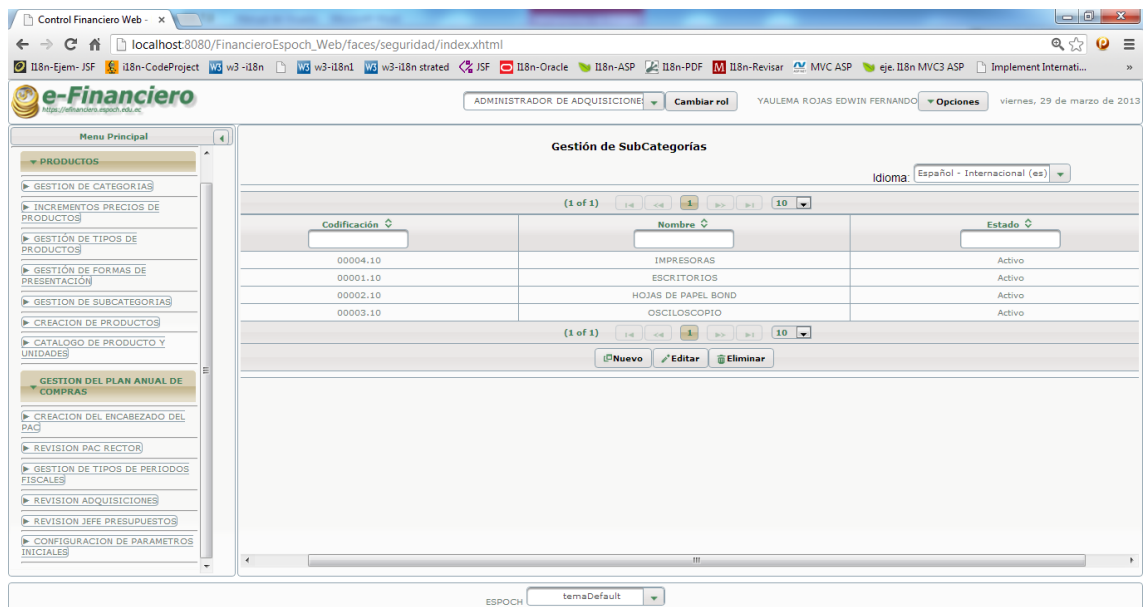 Control Financiero Web -
localhost:8080/FinancieroEspoch_Web/faces/seguridad/index.xhtml
I18n-Ejem- JSF i18n-CodeProject w3 -i18n w3-i18n1 w3-i18n strated JSF I18n-Oracle I18n-ASP I18n-PDF I18n-Revisar MVC ASP eje. I18n MVC3 ASP Implement Internati... »
e-Financiero
https://efinanciero.espoch.edu.ec
ADMINISTRADOR DE ADQUISICIONE Cambiar rol YAULEMA ROJAS EDWIN FERNANDO Opciones viernes, 29 de marzo de 2013
Menu Principal
PRODUCTOS
GESTION DE CATEGORIAS
INCREMENTOS PRECIOS DE
PRODUCTOS
GESTIÓN DE TIPOS DE
PRODUCTOS
GESTIÓN DE FORMAS DE
PRESENTACIÓN
GESTION DE SUBCATEGORIAS
CREACION DE PRODUCTOS
CATALOGO DE PRODUCTO Y
UNIDADES
GESTION DEL PLAN ANUAL DE
COMPRAS
CREACION DEL ENCABEZADO DEL
PAC
REVISION PAC RECTOR
GESTION DE TIPOS DE PERIODOS
FISCALES
REVISION ADQUISICIONES
REVISION JEFE PRESUPUESTOS
CONFIGURACION DE PARAMETROS
INICIALES
Gestión de SubCategorías
Idioma: Español - Internacional (es)
(1 of 1) 1 10
Codificación Nombre Estado
00004.10 IMPRESORAS Activo
00001.10 ESCRITORIOS Activo
00002.10 HOJAS DE PAPEL BOND Activo
00003.10 OSCILOSCOPIO Activo
(1 of 1) 1 10
Nuevo Editar Eliminar
ESPOCH temaDefault